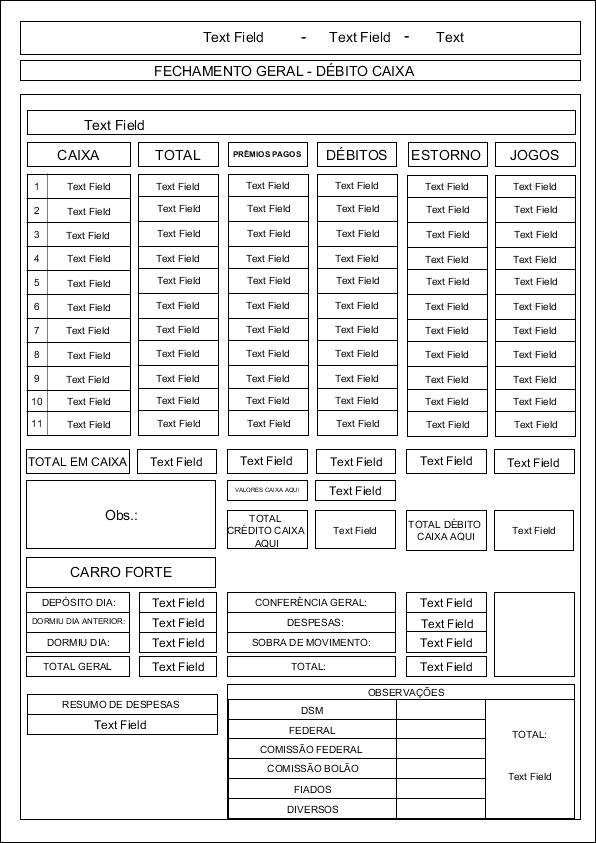 Text Field - Text Field - Text
FECHAMENTO GERAL - DÉBITO CAIXA
Text Field
CAIXA TOTAL PRÊMIOS PAGOS DÉBITOS ESTORNO JOGOS
1 Text Field Text Field Text Field Text Field Text Field Text Field
2 Text Field Text Field Text Field Text Field Text Field Text Field
3 Text Field Text Field Text Field Text Field Text Field Text Field
4 Text Field Text Field Text Field Text Field Text Field Text Field
5 Text Field Text Field Text Field Text Field Text Field Text Field
6 Text Field Text Field Text Field Text Field Text Field Text Field
7 Text Field Text Field Text Field Text Field Text Field Text Field
8 Text Field Text Field Text Field Text Field Text Field Text Field
9 Text Field Text Field Text Field Text Field Text Field Text Field
10 Text Field Text Field Text Field Text Field Text Field Text Field
11 Text Field Text Field Text Field Text Field Text Field Text Field
TOTAL EM CAIXA Text Field Text Field Text Field Text Field Text Field
Obs.:
VALORES CAIXA AQUI Text Field
TOTAL
CRÉDITO CAIXA
AQUI
Text Field
TOTAL DÉBITO
CAIXA AQUI
Text Field
CARRO FORTE
DEPÓSITO DIA: Text Field CONFERÊNCIA GERAL: Text Field
DORMIU DIA ANTERIOR: Text Field DESPESAS: Text Field
DORMIU DIA: Text Field SOBRA DE MOVIMENTO: Text Field
TOTAL GERAL Text Field TOTAL: Text Field
RESUMO DE DESPESAS
Text Field
OBSERVAÇÕES
DSM
FEDERAL
COMISSÃO FEDERAL
COMISSÃO BOLÃO
FIADOS
DIVERSOS
TOTAL:
Text Field